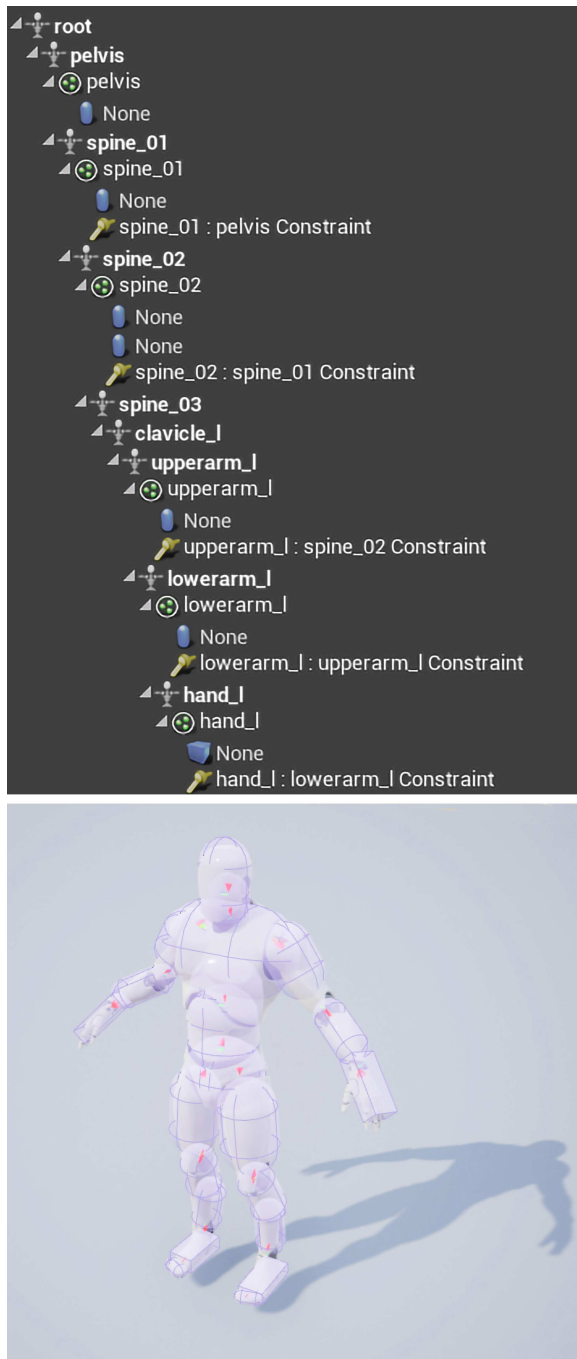 root
pelvis
pelvis
None
spine_01
spine_01
None
spine_01 : pelvis Constraint
spine_02
spine_02
None
None
spine_02 : spine_01 Constraint
spine_03
clavicle_l
upperarm_l
upperarm_l
None
upperarm_l : spine_02 Constraint
lowerarm_l
lowerarm_l
None
lowerarm_l : upperarm_l Constraint
hand_l
hand_l
None
hand_l : lowerarm_l Constraint